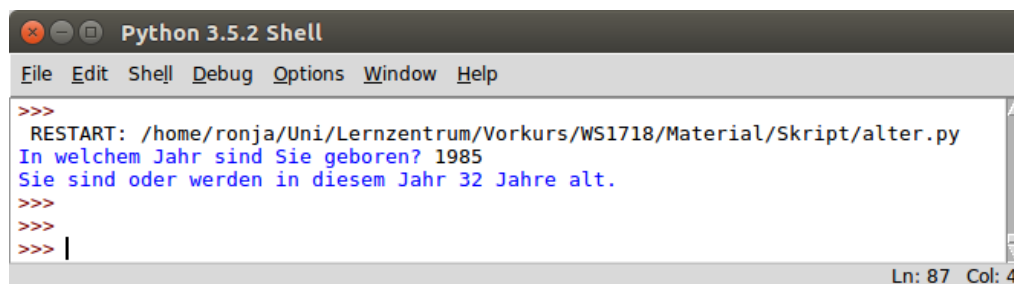 Python 3.5.2 Shell
File Edit Shell Debug Options Window Help
>>>
RESTART: /home/ronja/Uni/Lernzentrum/Vorkurs/WS1718/Material/Skript/alter.py
In welchem Jahr sind Sie geboren? 1985
Sie sind oder werden in diesem Jahr 32 Jahre alt.
>>>
>>>
>>>
Ln: 87 Col: 4